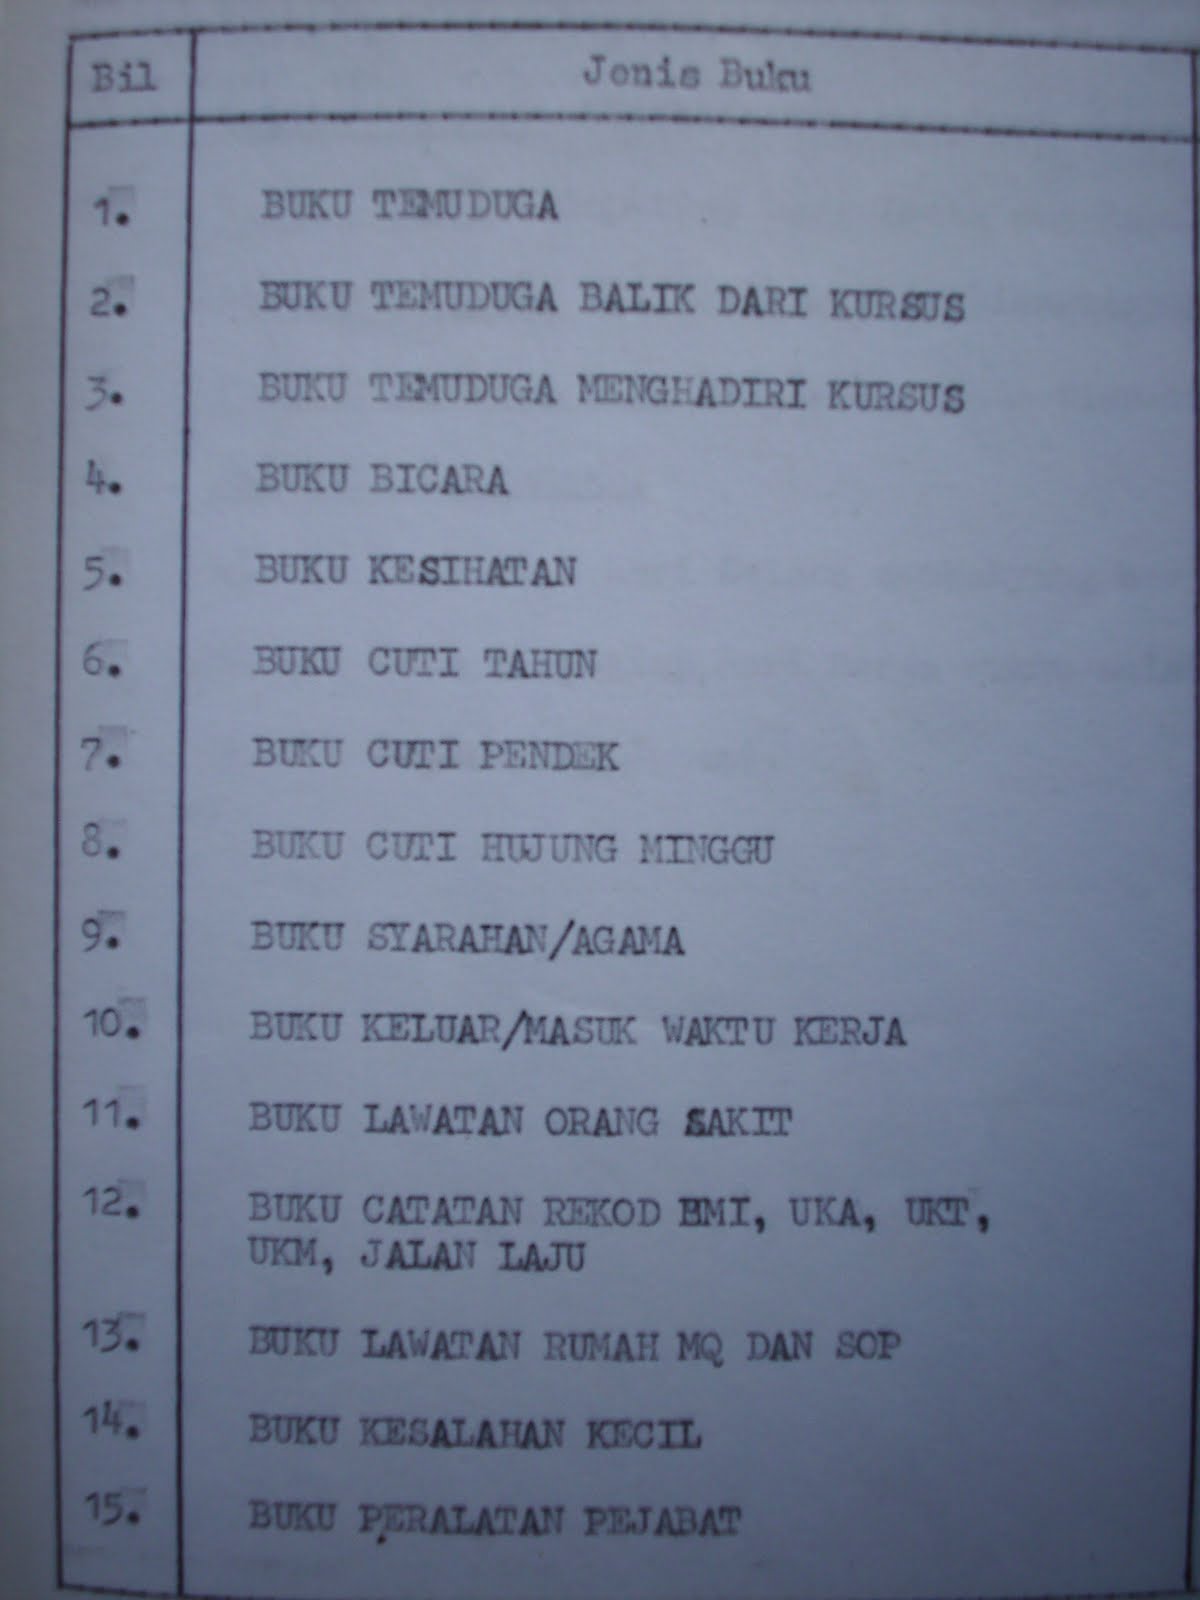 Bil Jenis Buku
1. BUKU TEMUDUGA
2. BUKU TEMUDUGA BALIK DARI KURSUS
3. BUKU TEMUDUGA MENGHADIRI KURSUS
4. BUKU BICARA
5. BUKU KESIHATAN
6. BUKU CUTI TAHUN
7. BUKU CUTI PENDEK
8. BUKU CUTI HUJUNG MINGGU
9. BUKU SYARAHAN/AGAMA
10. BUKU KELUAR/MASUK WAKTU KERJA
11. BUKU LAWATAN ORANG SAKIT
12. BUKU CATATAN REKOD BMI, UKA, UKT,
UKM, JALAN LAJU
13. BUKU LAWATAN RUMAH MQ DAN SOP
14. BUKU KESALAHAN KECIL
15. BUKU PERALATAN PEJABAT